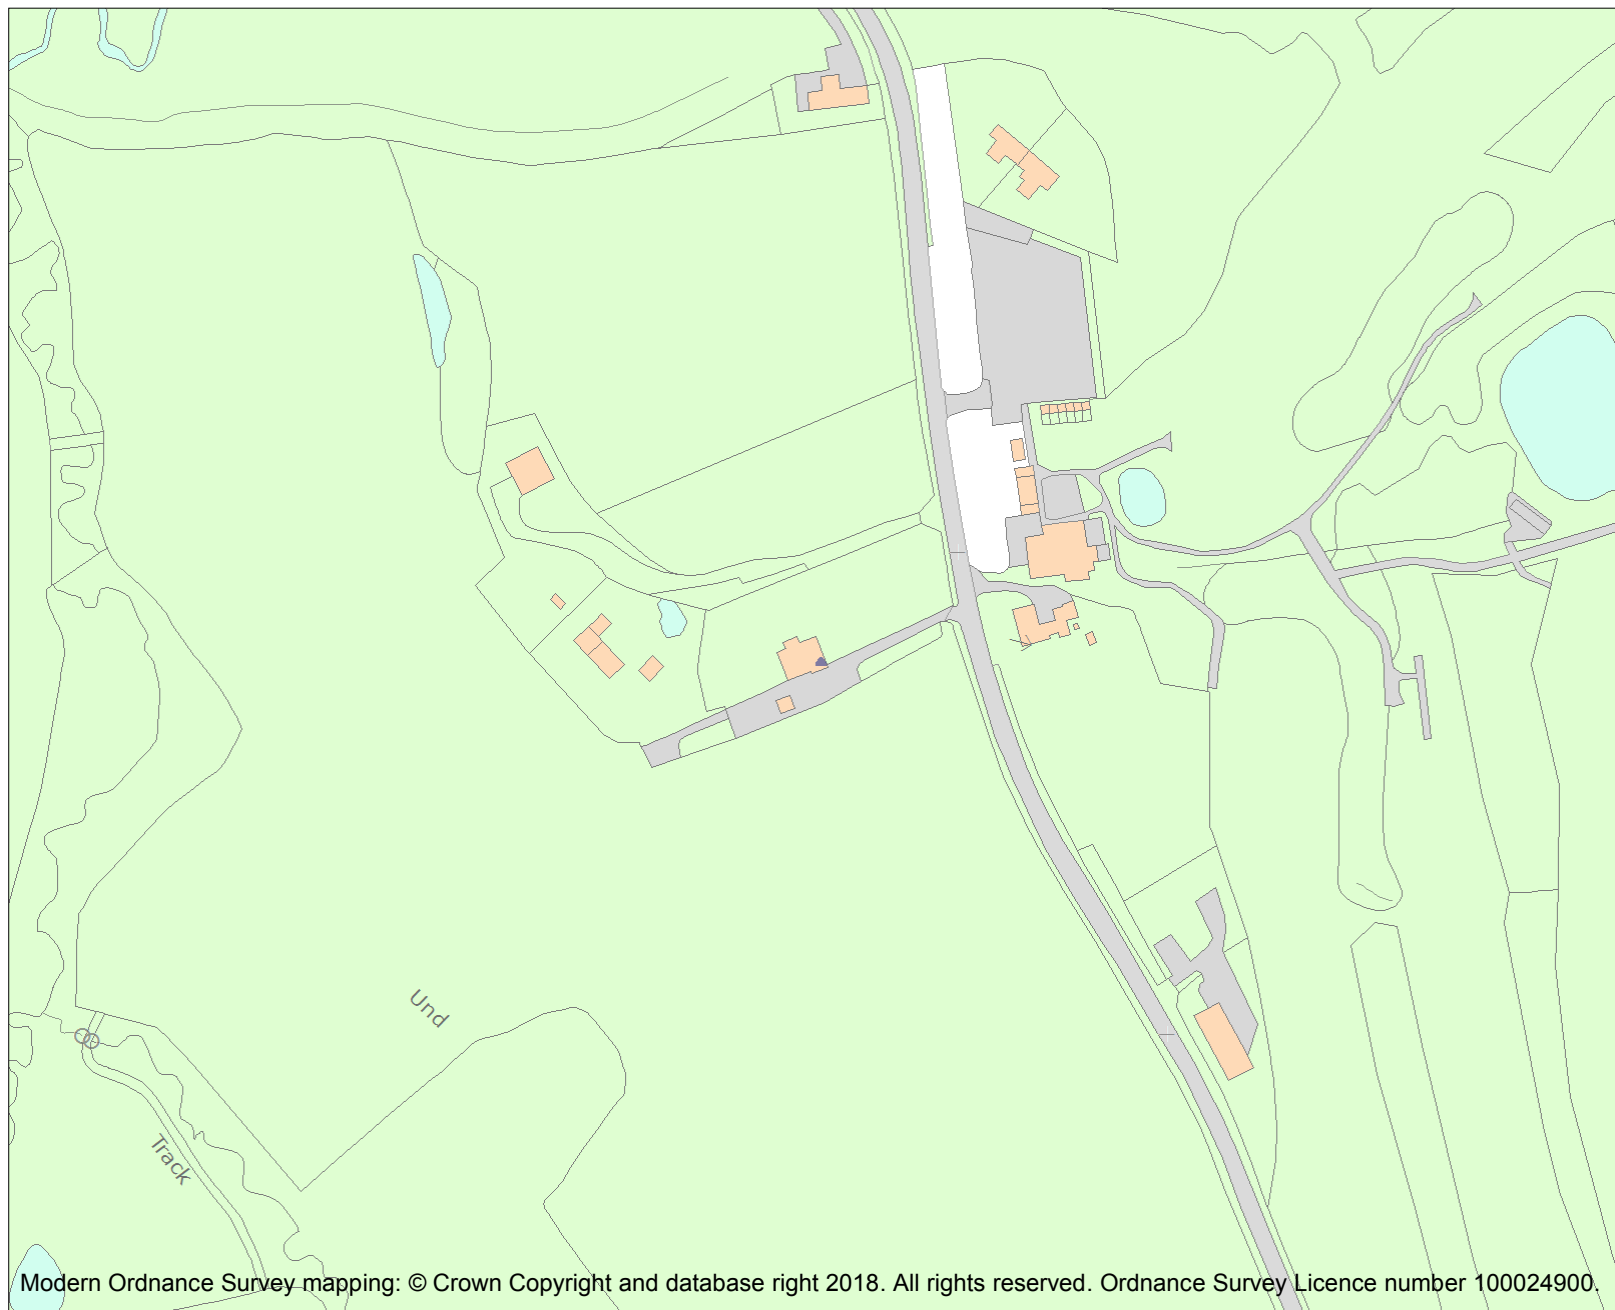 Und
Track
Modern Ordnance Survey mapping: © Crown Copyright and database right 2018. All rights reserved. Ordnance Survey Licence number 100024900.